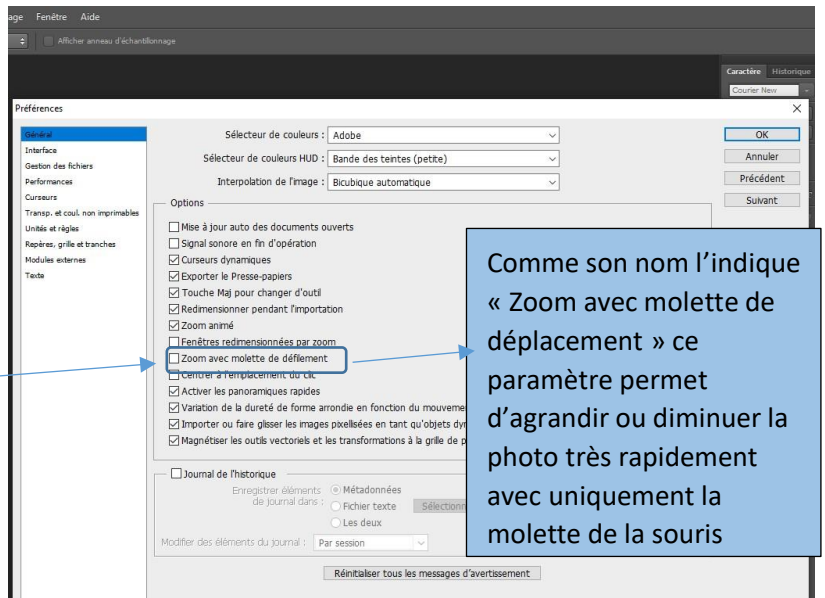 age Fenêtre Aide
Afficher anneau d'échantillonnage
Caractère Historique
Courier New
Préférences
Général
Interface
Gestion des fichiers
Performances
Curseurs
Transp. et coul. non imprimables
Unités et règles
Repères, grille et tranches
Modules externes
Texte
Sélecteur de couleurs : Adobe
Sélecteur de couleurs HUD : Bande des teintes (petite)
Interpolation de l'image : Bicubique automatique
OK
Annuler
Précédent
Suivant
Options
Mise à jour auto des documents ouverts
Signal sonore en fin d'opération
Curseurs dynamiques
Exporter le Presse-papiers
Touche Maj pour changer d'outil
Redimensionner pendant l'importation
Zoom animé
Fenêtres redimensionnées par zoom
Zoom avec molette de défilement
Centrer à l'emplacement du clic
Activer les panoramiques rapides
Variation de la dureté de forme arrondie en fonction du mouveme
Importer ou faire glisser les images pixellisées en tant qu'objets dyn
Magnétiser les outils vectoriels et les transformations à la grille de p
Comme son nom l'indique
« Zoom avec molette de
déplacement » ce
paramètre permet
d'agrandir ou diminuer la
photo très rapidement
avec uniquement la
molette de la souris
Journal de l'historique
Enregistrer éléments de journal dans :
Métadonnées
Fichier texte
Sélectionn
Les deux
Modifier des éléments du journal : Par session
Réinitialiser tous les messages d'avertissement